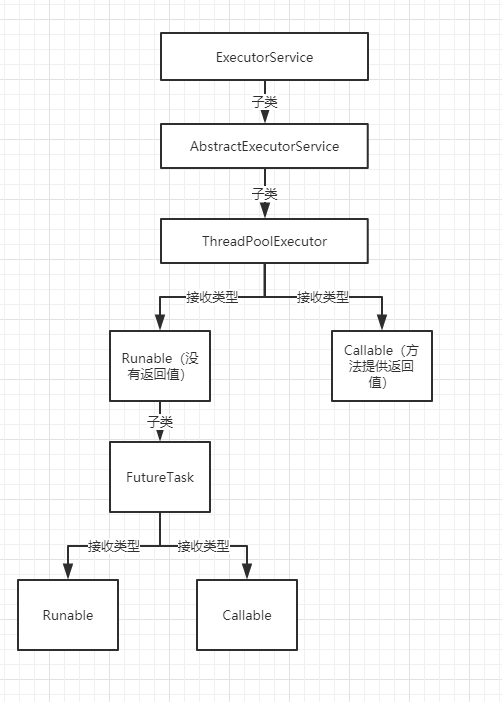 ExecutorService
子类
AbstractExecutorService
子类
ThreadPoolExecutor
接收类型
接收类型
Runable（没
有返回值）
Callable（方
法提供返回
值）
子类
FutureTask
接收类型
接收类型
Runable
Callable